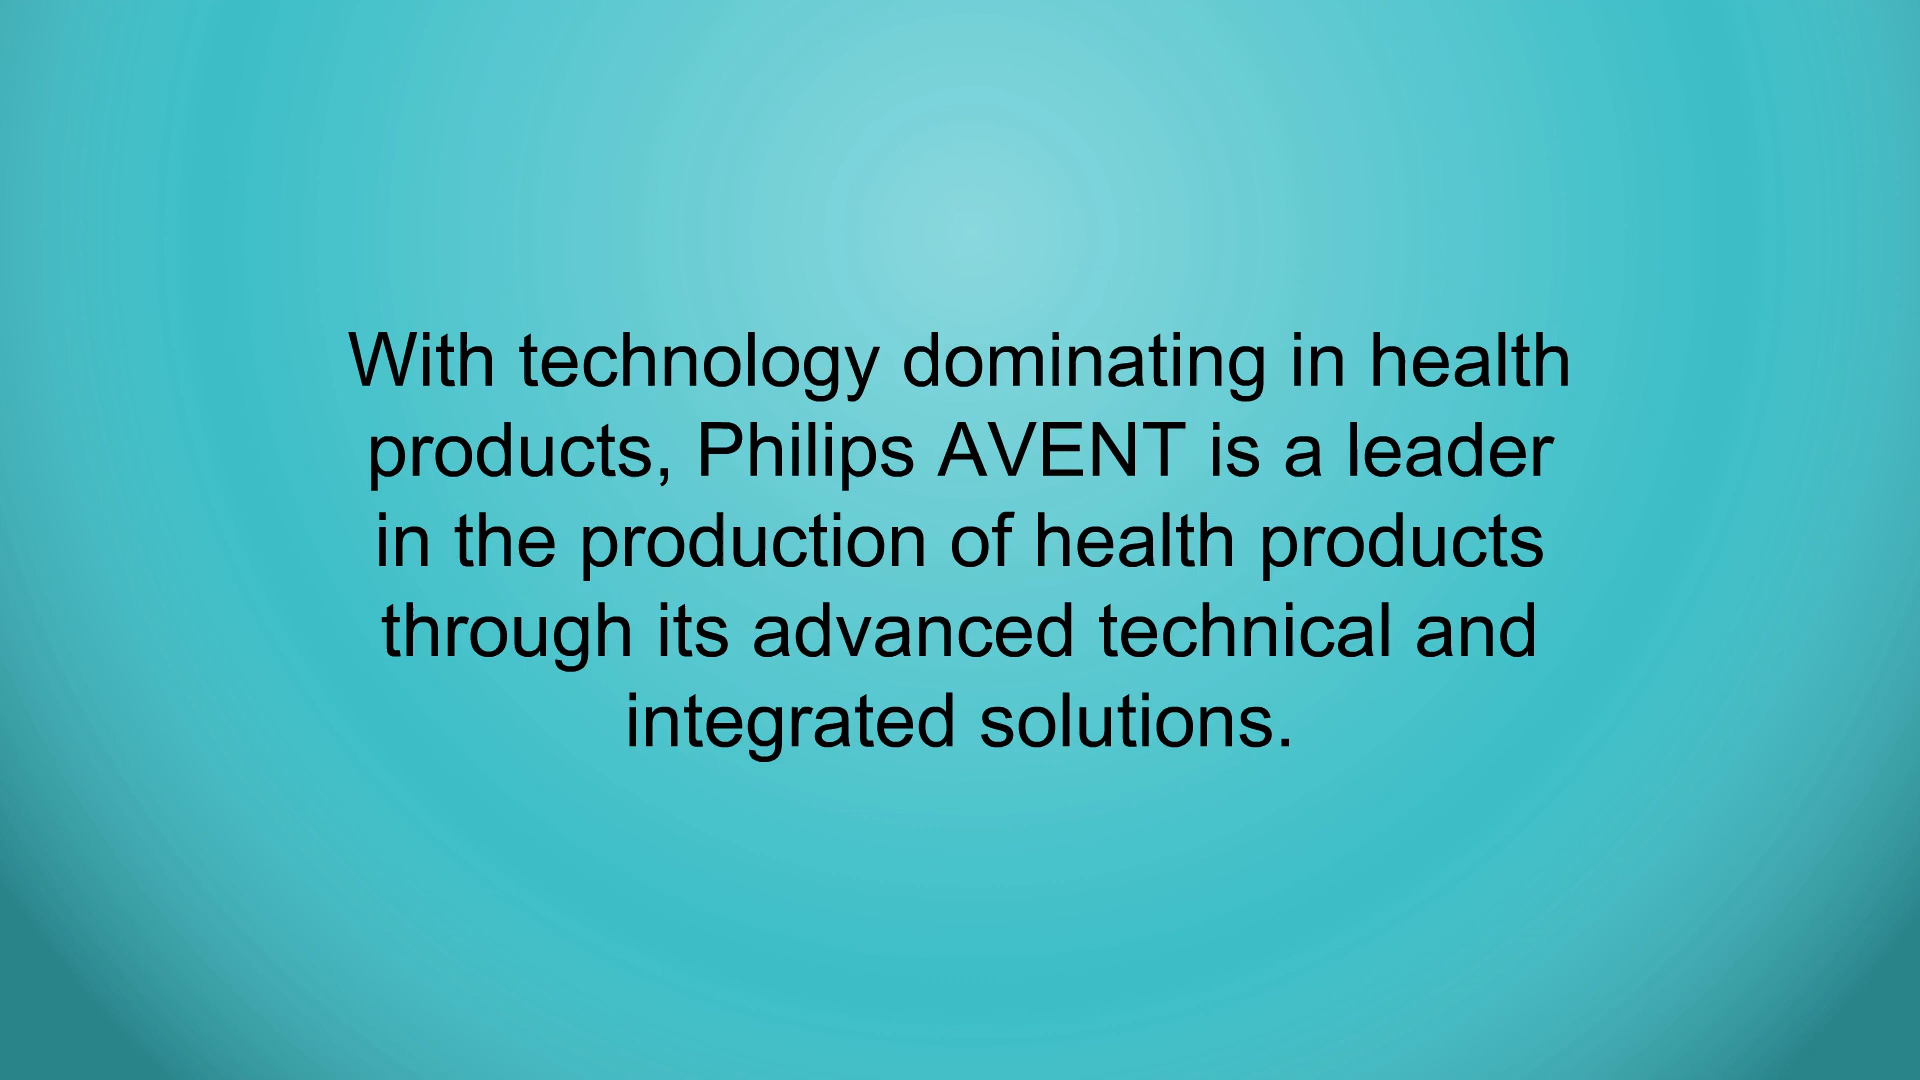 With technology dominating in health
products, Philips AVENT is a leader
in the production of health products
through its advanced technical and
integrated solutions.